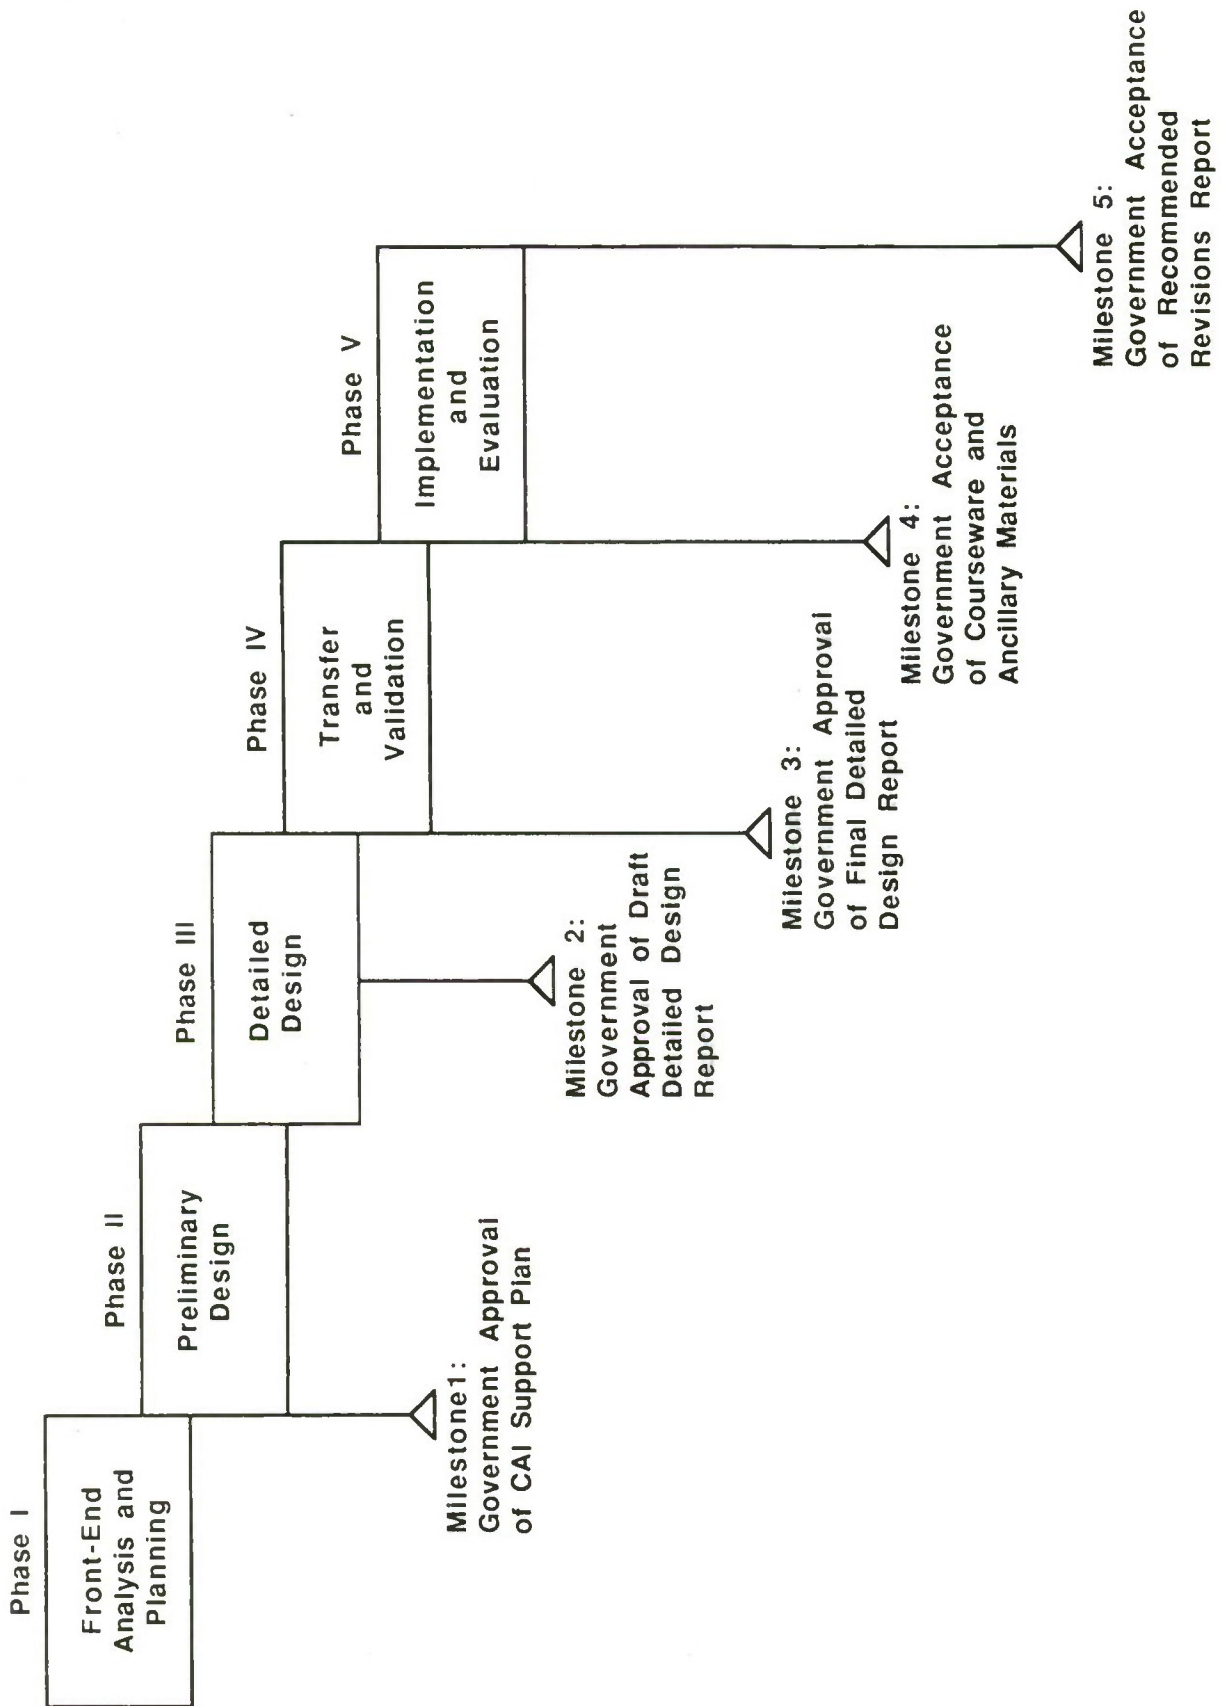 Phase I
Front-End
Analysis and
Planning
Phase II
Preliminary
Design
Phase III
Detailed
Design
Phase IV
Transfer
and
Validation
Phase V
Implementation
and
Evaluation
Milestone1:
Government Approval
of CAI Support Plan
Milestone 2:
Government
Approval of Draft
Detailed Design
Report
Milestone 3:
Government Approval
of Final Detailed
Design Report
Milestone 4:
Government Acceptance
of Courseware and
Ancillary Materials
Milestone 5:
Government Acceptance
of Recommended
Revisions Report